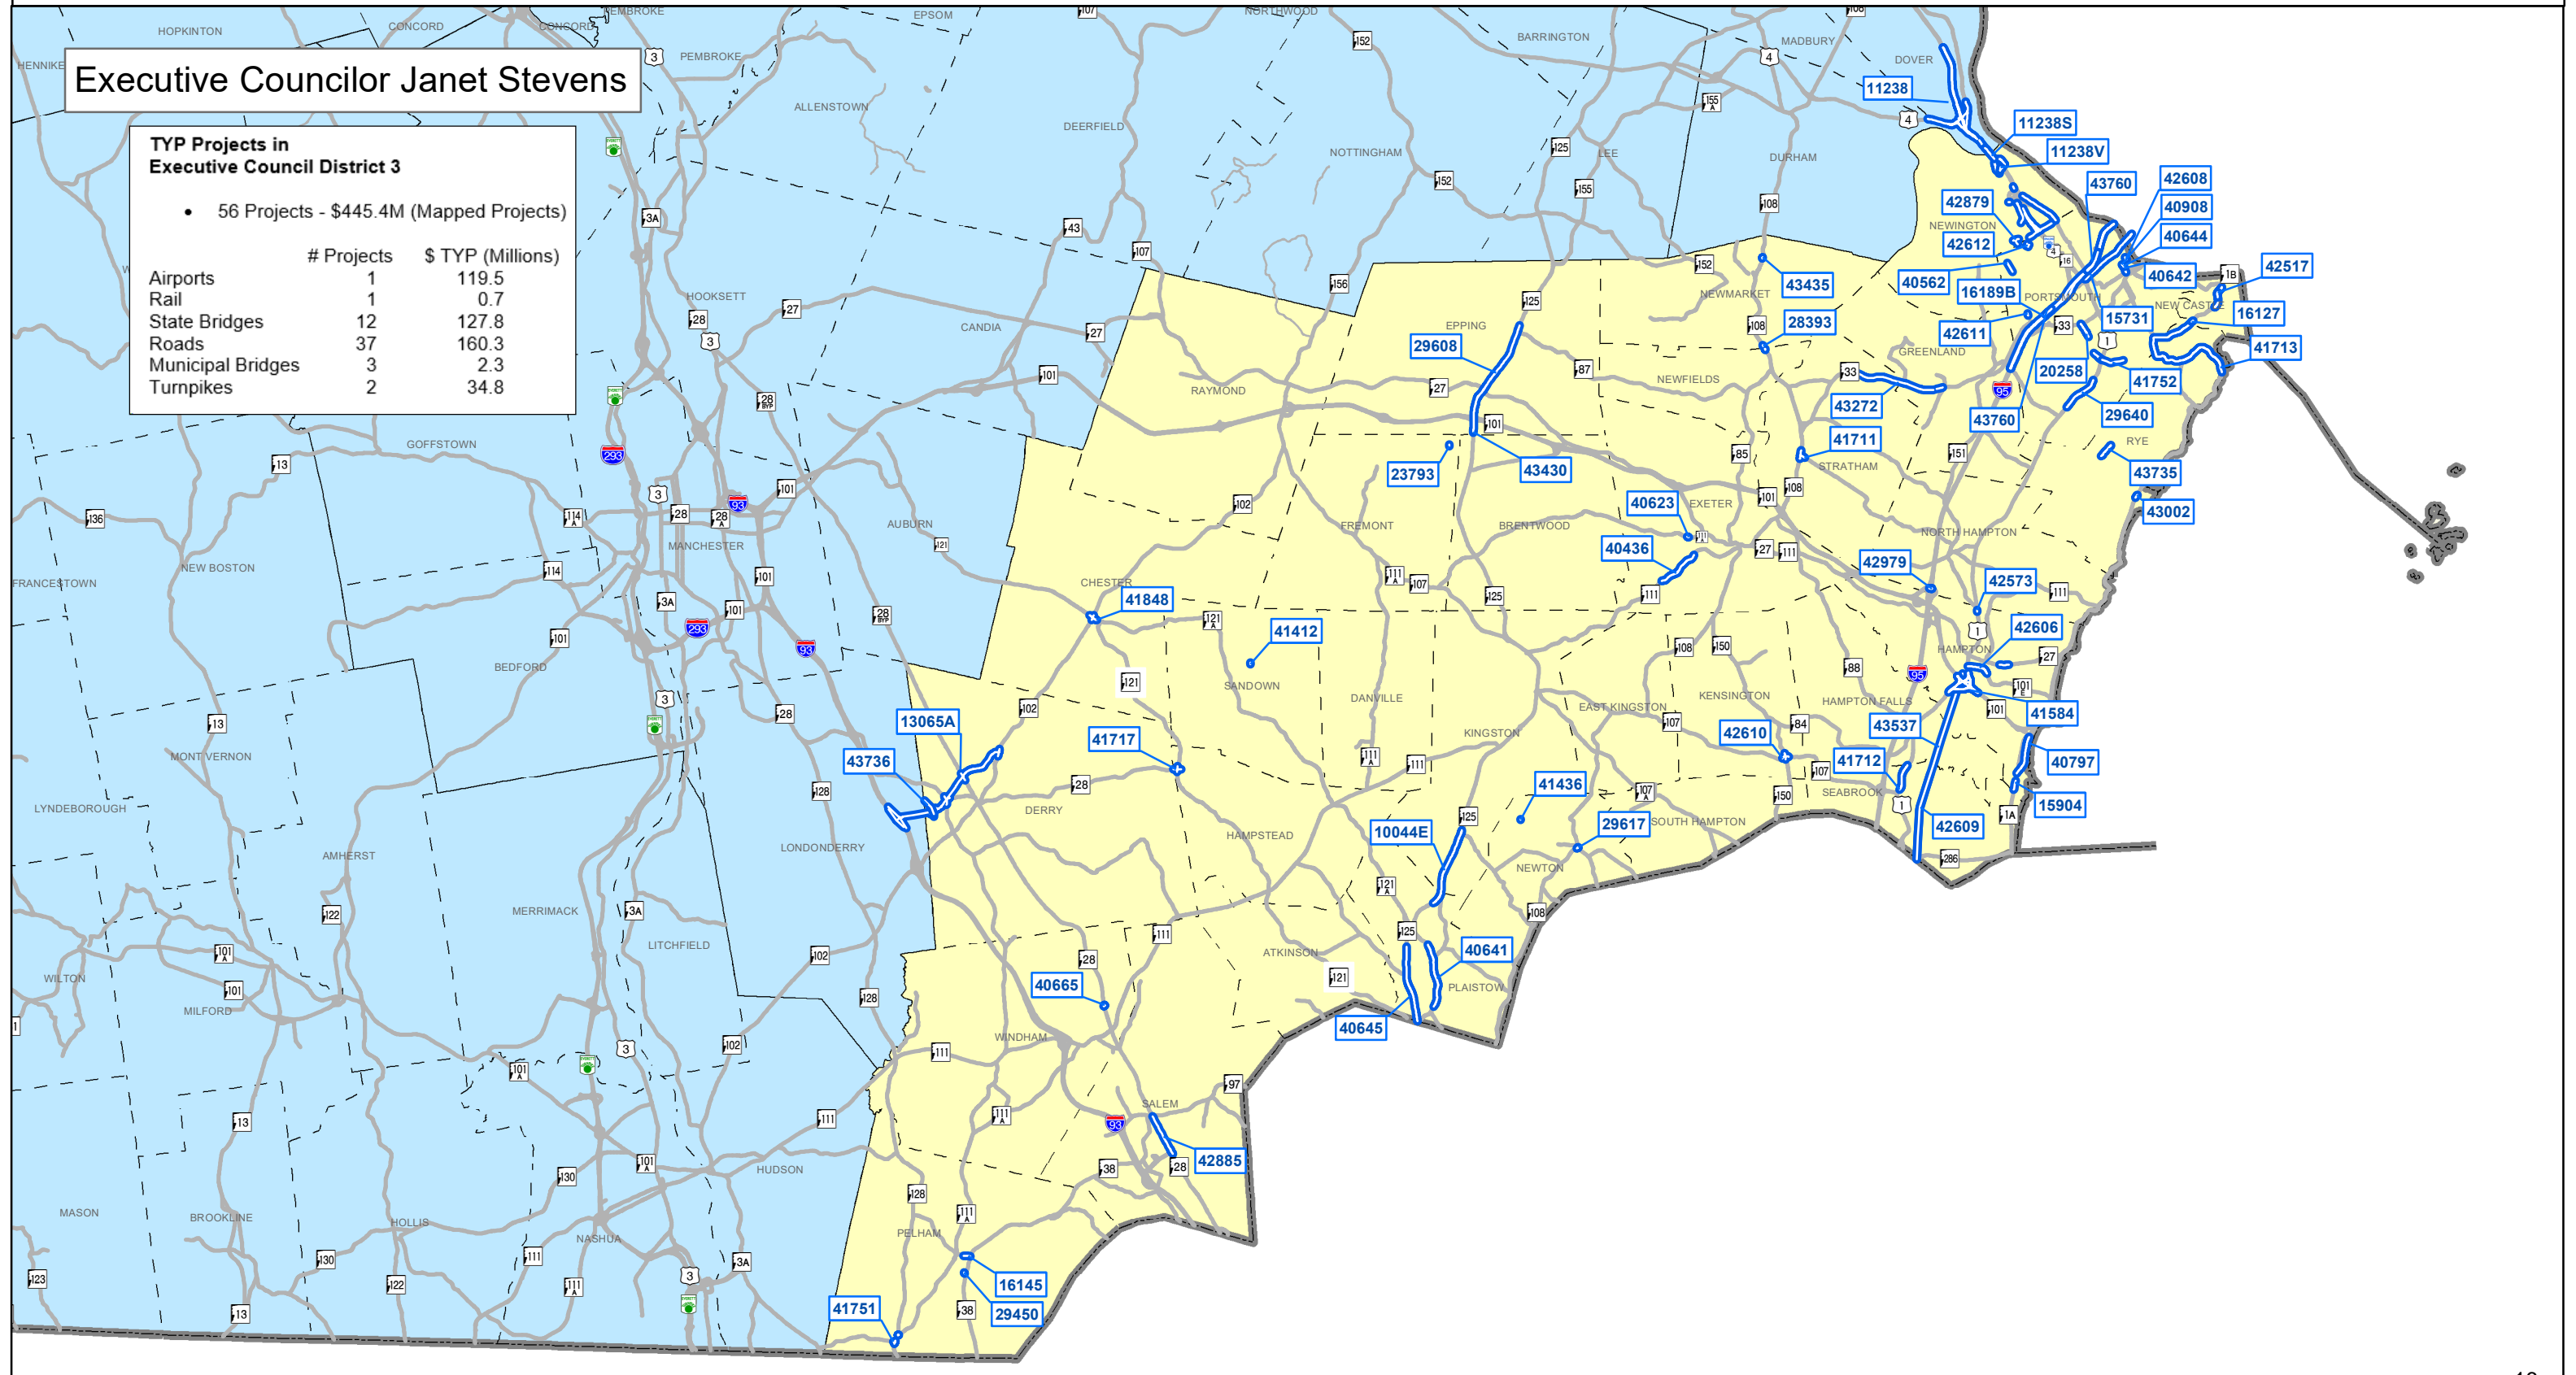 Executive Councilor Janet Stevens
TYP Projects in
Executive Council District 3
• 56 Projects - $445.4M (Mapped Projects)
# Projects $ TYP (Millions)
Airports 1 119.5
Rail 1 0.7
State Bridges 12 127.8
Roads 37 160.3
Municipal Bridges 3 2.3
Turnpikes 2 34.8
HOPKINTON
CONCORD
CONCORD
PEMBROKE
EPSOM
NORTHWOOD
PEMBROKE
ALLENSTOWN
DEERFIELD
NOTTINGHAM
BARRINGTON
MADBURY
DOVER
LEE
DURHAM
HOOKSETT
CANDIA
RAYMOND
EPPING
NEWMARKET
NEWFIELDS
NEWINGTON
PORTSMOUTH
NEW CASTLE
GREENLAND
RYE
STRATHAM
GOFFSTOWN
MANCHESTER
AUBURN
CHESTER
FREMONT
BRENTWOOD
EXETER
NORTH HAMPTON
FRANCESTOWN
NEW BOSTON
BEDFORD
SANDOWN
DANVILLE
KINGSTON
EAST KINGSTON
KENSINGTON
HAMPTON FALLS
HAMPTON
MONT VERNON
LYNDEBOROUGH
AMHERST
MERRIMACK
LITCHFIELD
LONDONDERRY
DERRY
HAMPSTEAD
NEWTON
SOUTH HAMPTON
SEABROOK
WILTON
MILFORD
ATKINSON
PLAISTOW
WINDHAM
SALEM
HUDSON
PELHAM
MASON
BROOKLINE
HOLLIS
NASHUA
11238
11238S
11238V
43760
42608
40908
40644
42879
42612
40642
42517
40562
16189B
43435
28393
42611
15731
16127
41713
20258
41752
29608
43272
43760
29640
41711
43735
43002
23793
43430
40623
40436
42979
42573
41848
41412
42606
13065A
41717
43736
42610
43537
41584
41712
40797
15904
41436
10044E
29617
42609
40665
40641
40645
42885
16145
29450
41751